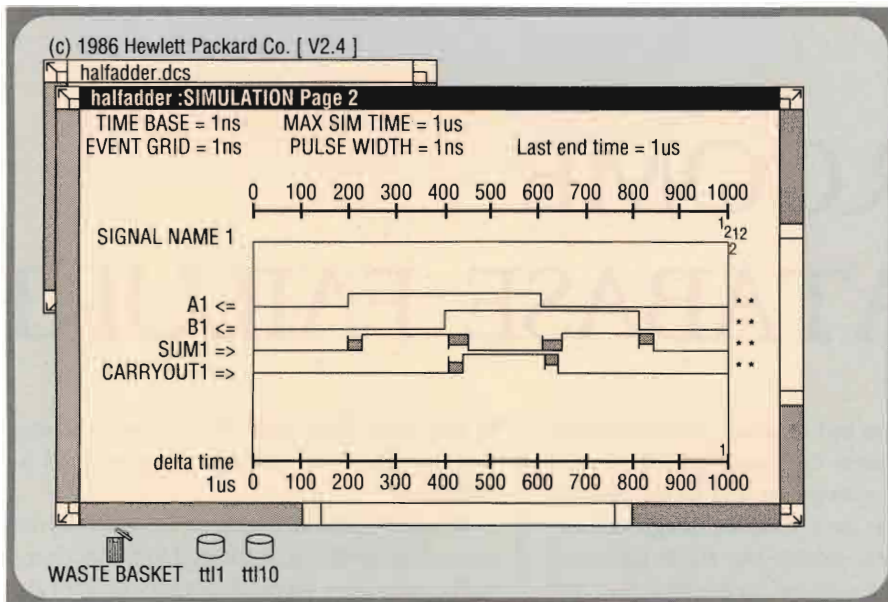 (c) 1986 Hewlett Packard Co. [ V2.4 ]
halfadder.dcs
halfadder :SIMULATION Page 2
TIME BASE = 1ns MAX SIM TIME = 1us
EVENT GRID = 1ns PULSE WIDTH = 1ns Last end time = 1us
0 100 200 300 400 500 600 700 800 900 1000
1
212
2
SIGNAL NAME 1
A1 <= * *
B1 <= * *
SUM1 => * *
CARRYOUT1 => * *
1
delta time
1us 0 100 200 300 400 500 600 700 800 900 1000
WASTE BASKET ttl1 ttl10